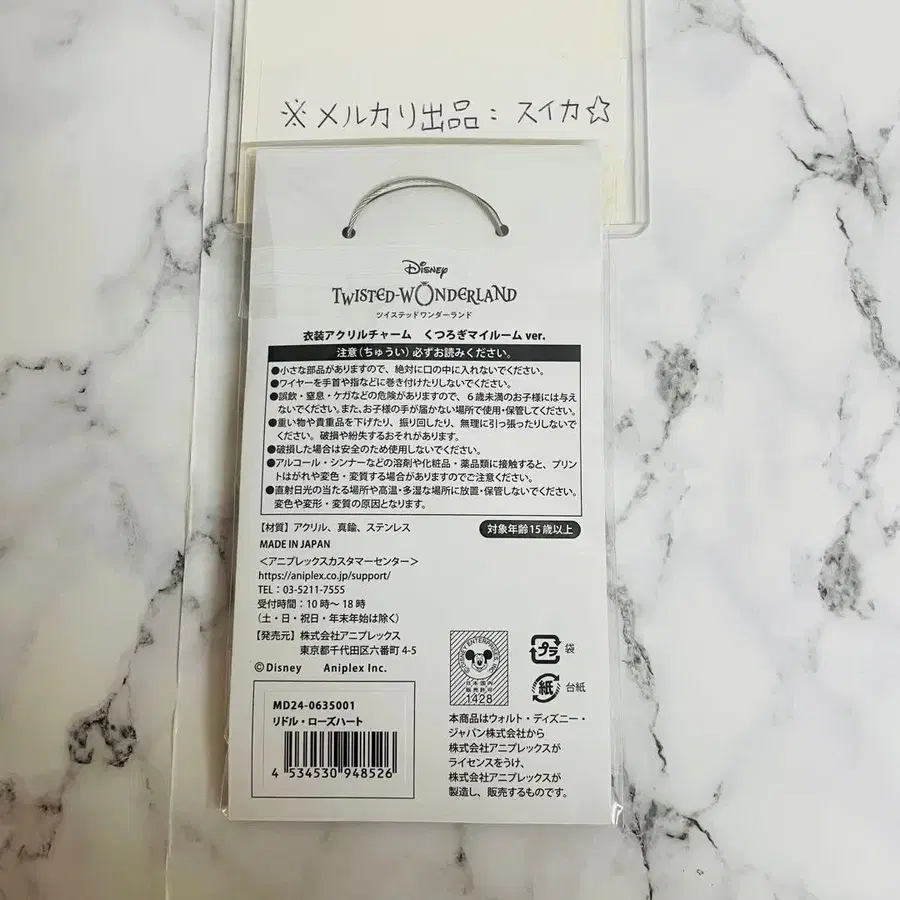 ※メルカリ出品：スイカ☆
Disney
TWISTED-WONDERLAND
ツイステッドワンダーランド
衣装アクリルチャーム　くつろぎマイルーム ver.
注意(ちゅうい)必ずお読みください。
●小さな部品がありますので、絶対に口の中に入れないでください。
●ワイヤーを手首や指などに巻き付けたりしないでください。
●誤飲・窒息・ケガなどの危険がありますので、６歳未満のお子様には与え
ないでください。また、お子様の手が届かない場所で使用・保管してください。
●重い物や貴重品を下げたり、振り回したり、無理に引っ張ったりしないで
ください。破損や紛失するおそれがあります。
●破損した場合は安全のため使用しないでください。
●アルコール・シンナーなどの溶剤や化粧品・薬品類に接触すると、プリン
トはがれや変色・変質する場合がありますのでご注意ください。
●直射日光の当たる場所や高温・多湿な場所に放置・保管しないでください。
変色や変形・変質の原因となります。
【材質】アクリル、真鍮、ステンレス
対象年齢15歳以上
MADE IN JAPAN
＜アニプレックスカスタマーセンター＞
https://aniplex.co.jp/support/
TEL：03-5211-7555
受付時間：10時～18時
（土・日・祝日・年末年始は除く）
【発売元】株式会社アニプレックス
東京都千代田区六番町 4-5
©Disney　Aniplex Inc.
日本国内
販売許可
1428
プラ 袋
紙 台紙
MD24-0635001
リドル・ローズハート
4 534530 948526
本商品はウォルト・ディズニー・
ジャパン株式会社から
株式会社アニプレックスが
ライセンスをうけ、
株式会社アニプレックスが
製造し、販売するものです。